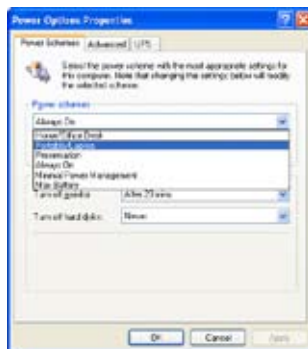 Power Options Properties
Power Schemes Advanced UPS
Select the power scheme with the most appropriate settings for
this computer. Note that changing the settings below will modify
the selected scheme.
Power schemes
Always On
Home/Office Desk
Portable/Laptop
Presentation
Always On
Minimal Power Management
Max Battery
Turn off monitor: After 20 mins
Turn off hard disks: Never
OK Cancel Apply